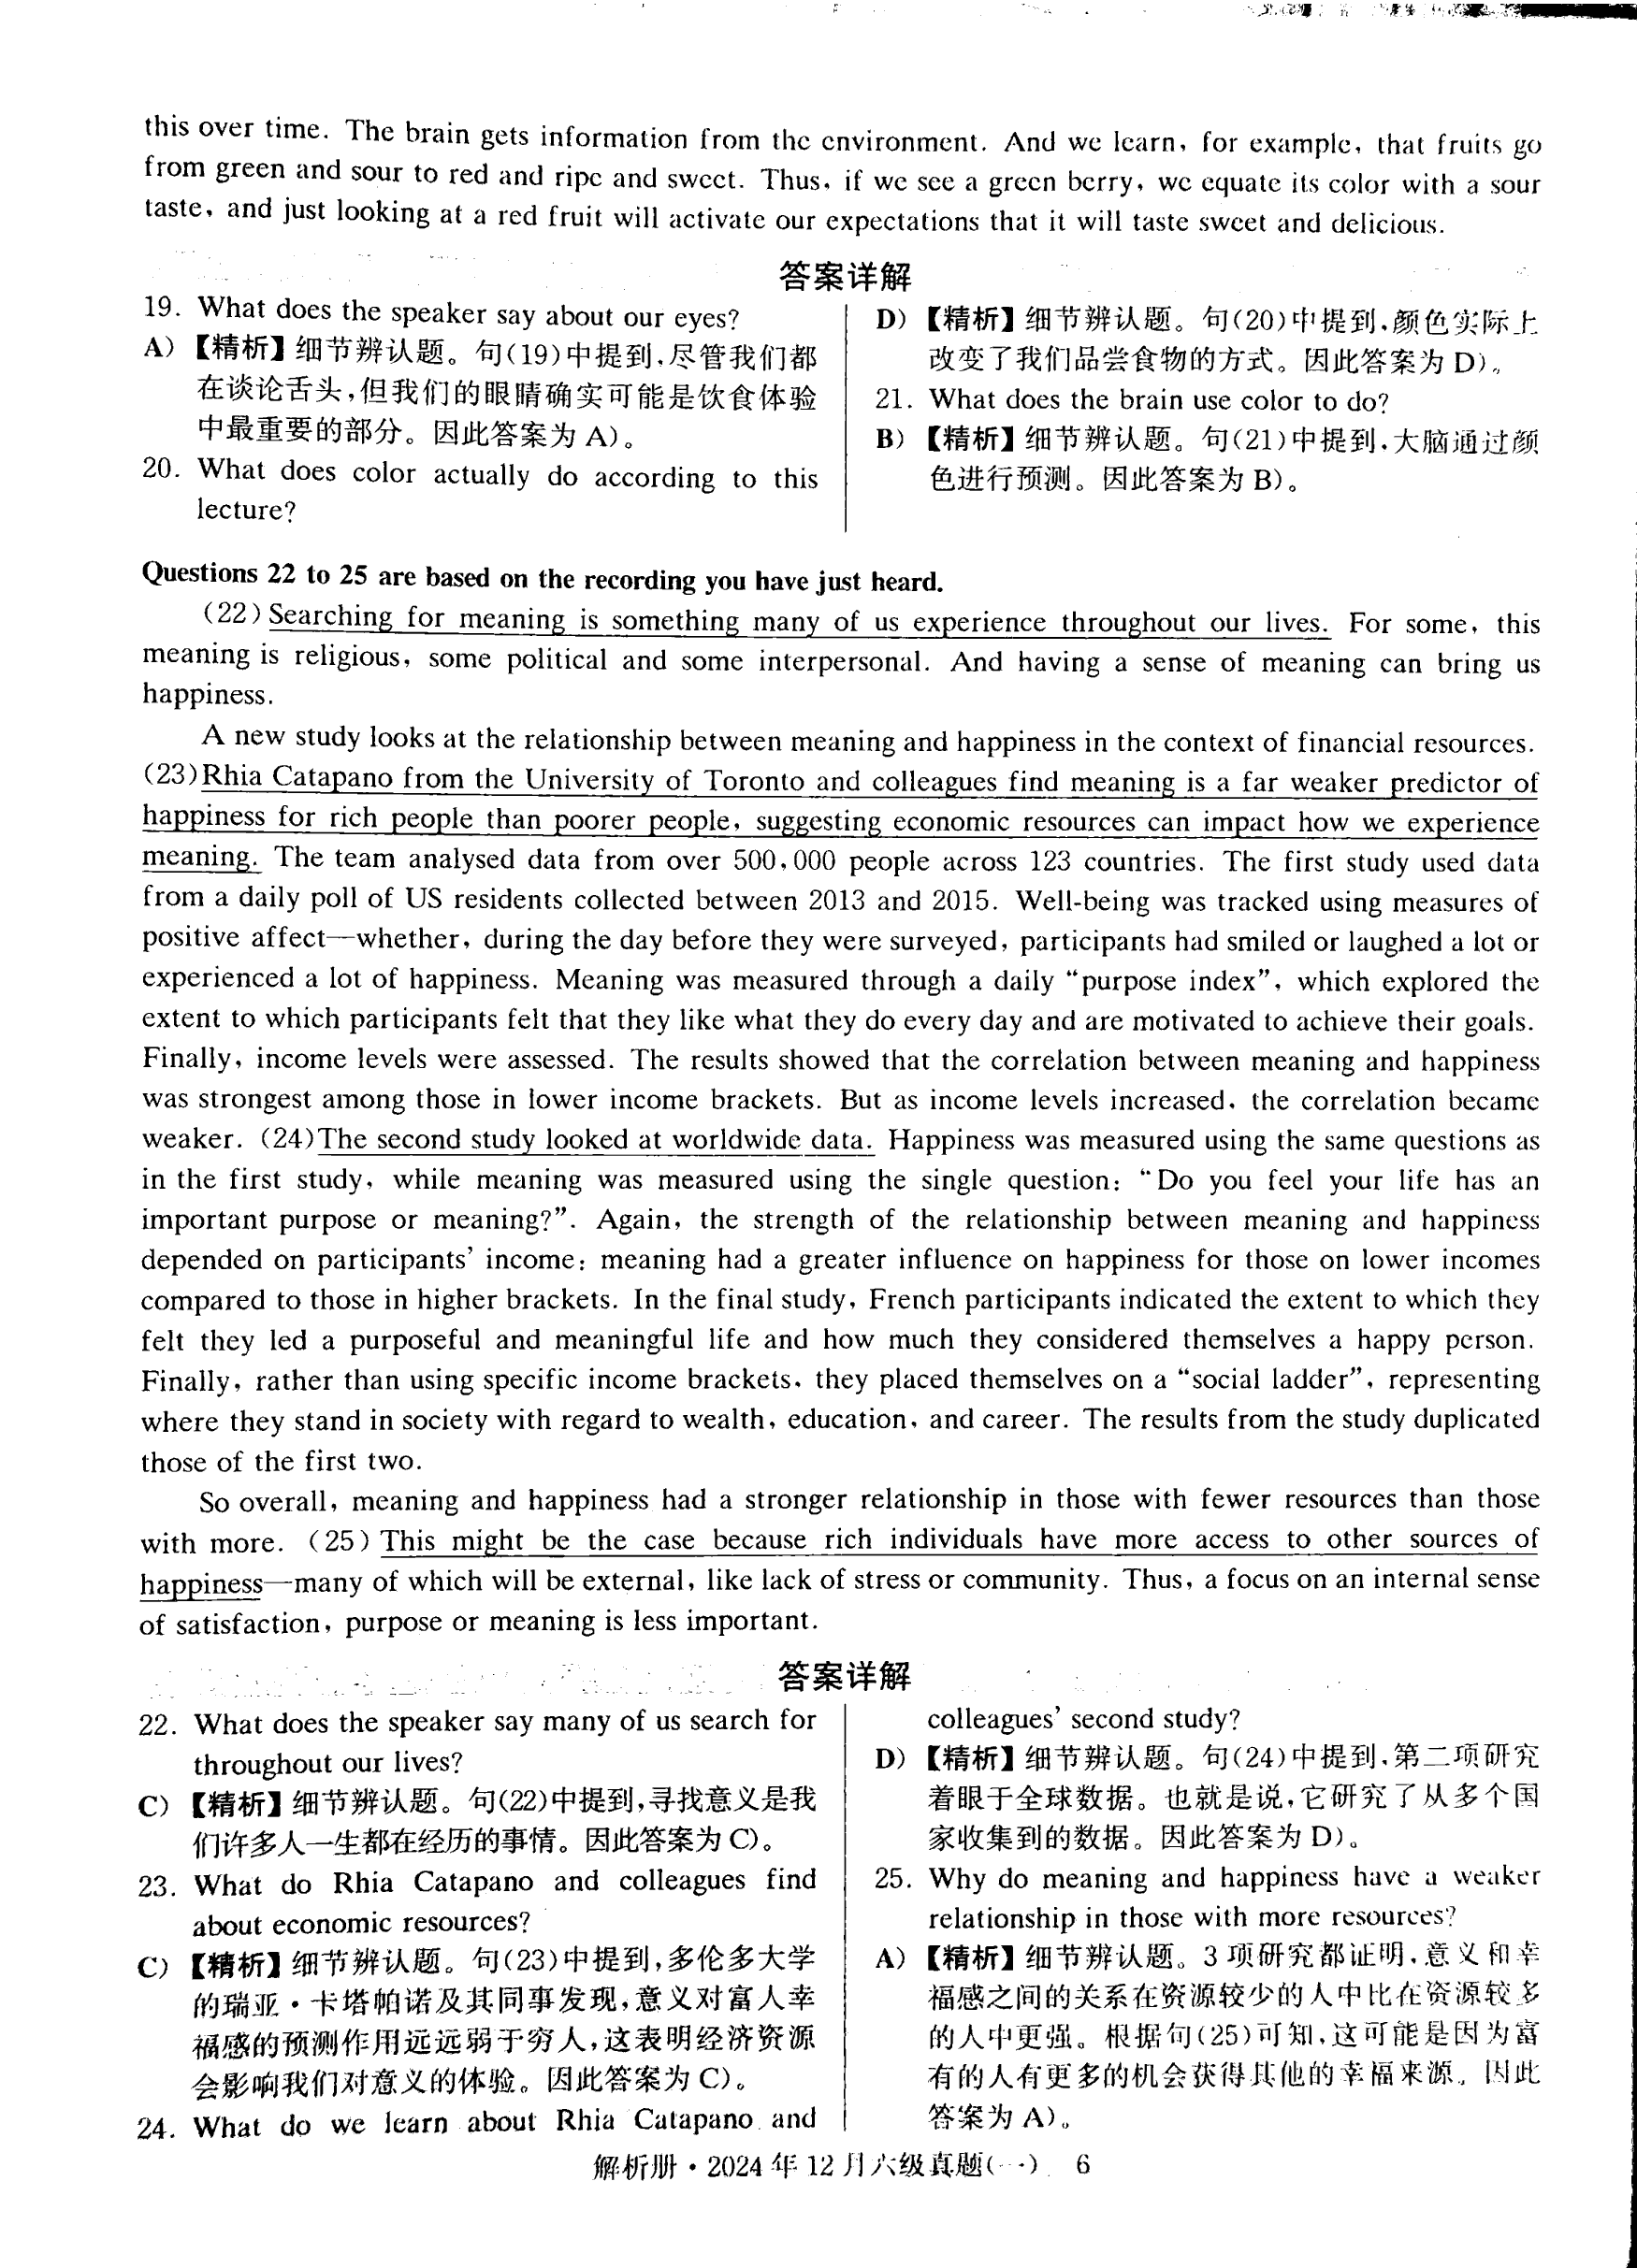 this over time. The brain gets information from the environment. And we learn, for example, that fruits go
from green and sour to red and ripe and sweet. Thus, if we see a green berry, we equate its color with a sour
taste, and just looking at a red fruit will activate our expectations that it will taste sweet and delicious.
答案详解
19. What does the speaker say about our eyes?
A)【精析】细节辨认题。句(19)中提到,尽管我们都
在谈论舌头,但我们的眼睛确实可能是饮食体验
中最重要的部分。因此答案为 A)。
20. What does color actually do according to this
lecture?
D)【精析】细节辨认题。句(20)中提到,颜色实际上
改变了我们品尝食物的方式。因此答案为 D)。
21. What does the brain use color to do?
B)【精析】细节辨认题。句(21)中提到,大脑通过颜
色进行预测。因此答案为 B)。
Questions 22 to 25 are based on the recording you have just heard.
(22)Searching for meaning is something many of us experience throughout our lives. For some, this
meaning is religious, some political and some interpersonal. And having a sense of meaning can bring us
happiness.
A new study looks at the relationship between meaning and happiness in the context of financial resources.
(23)Rhia Catapano from the University of Toronto and colleagues find meaning is a far weaker predictor of
happiness for rich people than poorer people, suggesting economic resources can impact how we experience
meaning. The team analysed data from over 500,000 people across 123 countries. The first study used data
from a daily poll of US residents collected between 2013 and 2015. Well-being was tracked using measures of
positive affect—whether, during the day before they were surveyed, participants had smiled or laughed a lot or
experienced a lot of happiness. Meaning was measured through a daily “purpose index”, which explored the
extent to which participants felt that they like what they do every day and are motivated to achieve their goals.
Finally, income levels were assessed. The results showed that the correlation between meaning and happiness
was strongest among those in lower income brackets. But as income levels increased, the correlation became
weaker. (24)The second study looked at worldwide data. Happiness was measured using the same questions as
in the first study, while meaning was measured using the single question: “Do you feel your life has an
important purpose or meaning?”. Again, the strength of the relationship between meaning and happiness
depended on participants’ income: meaning had a greater influence on happiness for those on lower incomes
compared to those in higher brackets. In the final study, French participants indicated the extent to which they
felt they led a purposeful and meaningful life and how much they considered themselves a happy person.
Finally, rather than using specific income brackets, they placed themselves on a “social ladder”, representing
where they stand in society with regard to wealth, education, and career. The results from the study duplicated
those of the first two.
So overall, meaning and happiness had a stronger relationship in those with fewer resources than those
with more. (25)This might be the case because rich individuals have more access to other sources of
happiness—many of which will be external, like lack of stress or community. Thus, a focus on an internal sense
of satisfaction, purpose or meaning is less important.
答案详解
22. What does the speaker say many of us search for
throughout our lives?
C)【精析】细节辨认题。句(22)中提到,寻找意义是我
们许多人一生都在经历的事情。因此答案为 C)。
23. What do Rhia Catapano and colleagues find
about economic resources?
C)【精析】细节辨认题。句(23)中提到,多伦多大学
的瑞亚·卡塔帕诺及其同事发现,意义对富人幸
福感的预测作用远远弱于穷人,这表明经济资源
会影响我们对意义的体验。因此答案为 C)。
24. What do we learn about Rhia Catapano and
colleagues’ second study?
D)【精析】细节辨认题。句(24)中提到,第二项研究
着眼于全球数据。也就是说,它研究了从多个国
家收集到的数据。因此答案为 D)。
25. Why do meaning and happiness have a weaker
relationship in those with more resources?
A)【精析】细节辨认题。3 项研究都证明,意义和幸
福感之间的关系在资源较少的人中比在资源较多
的人中更强。根据句(25)可知,这可能是因为富
有的人有更多的机会获得其他的幸福来源。因此
答案为 A)。
解析册·2024 年 12 月六级真题(一) 6